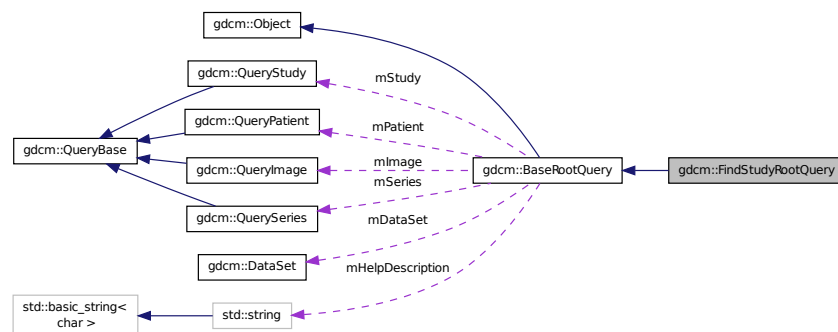 gdcm::Object
gdcm::QueryStudy
mStudy
gdcm::QueryPatient
mPatient
gdcm::QueryBase
gdcm::QueryImage
mImage
gdcm::BaseRootQuery
gdcm::FindStudyRootQuery
mSeries
gdcm::QuerySeries
mDataSet
gdcm::DataSet
mHelpDescription
std::basic_string<
char >
std::string